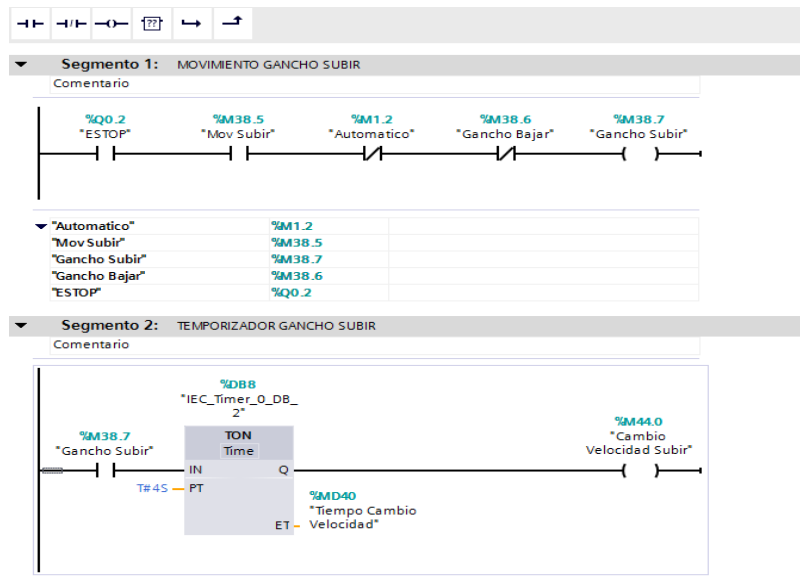 ??
Segmento 1: MOVIMIENTO GANCHO SUBIR
Comentario
%Q0.2 %M38.5 %M1.2 %M38.6 %M38.7
"ESTOP" "Mov Subir" "Automatico" "Gancho Bajar" "Gancho Subir"
"Automatico" %M1.2
"Mov Subir" %M38.5
"Gancho Subir" %M38.7
"Gancho Bajar" %M38.6
"ESTOP" %Q0.2
Segmento 2: TEMPORIZADOR GANCHO SUBIR
Comentario
%DB8
"IEC_Timer_0_DB_
2"
%M38.7
"Gancho Subir"
TON
Time
%M44.0
"Cambio
Velocidad Subir"
IN Q
T#4S PT
%MD40
"Tiempo Cambio
ET Velocidad"